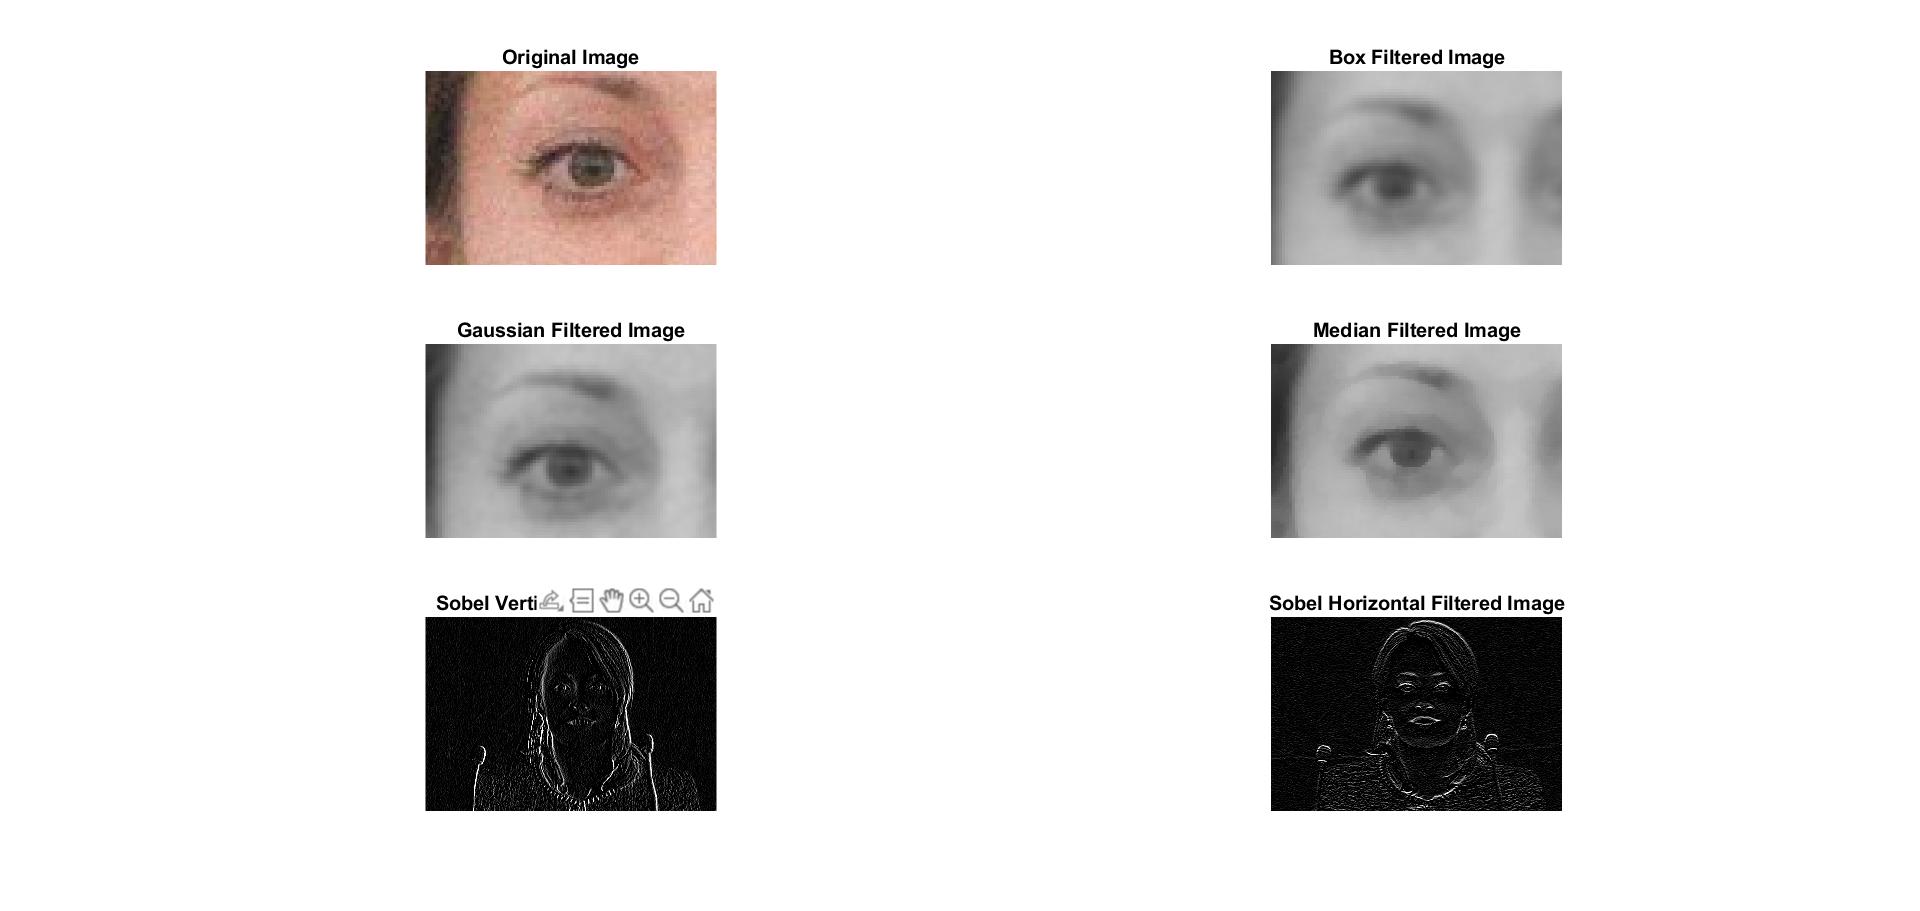 Original Image
Box Filtered Image
Gaussian Filtered Image
Median Filtered Image
Sobel Verti
Sobel Horizontal Filtered Image